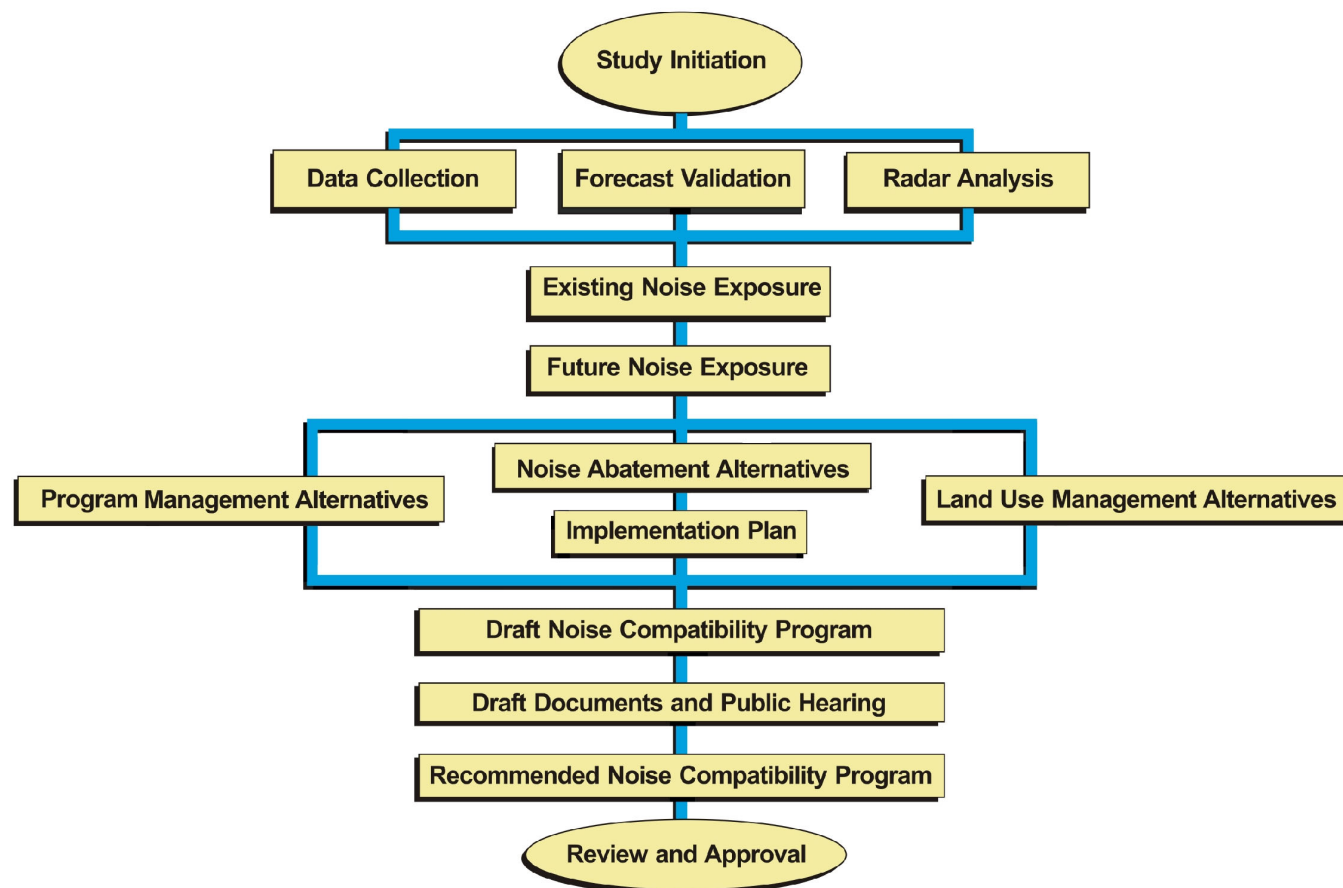 Study Initiation
Data Collection
Forecast Validation
Radar Analysis
Existing Noise Exposure
Future Noise Exposure
Noise Abatement Alternatives
Program Management Alternatives
Land Use Management Alternatives
Implementation Plan
Draft Noise Compatibility Program
Draft Documents and Public Hearing
Recommended Noise Compatibility Program
Review and Approval